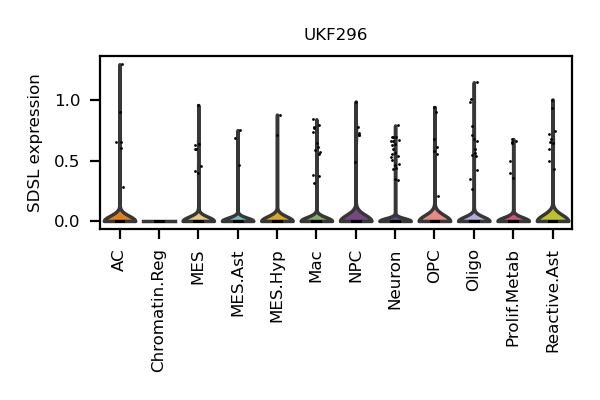 UKF296
SDSL expression
1.0
0.5
0.0
AC
Chromatin.Reg
MES
MES.Ast
MES.Hyp
Mac
NPC
Neuron
OPC
Oligo
Prolif.Metab
Reactive.Ast